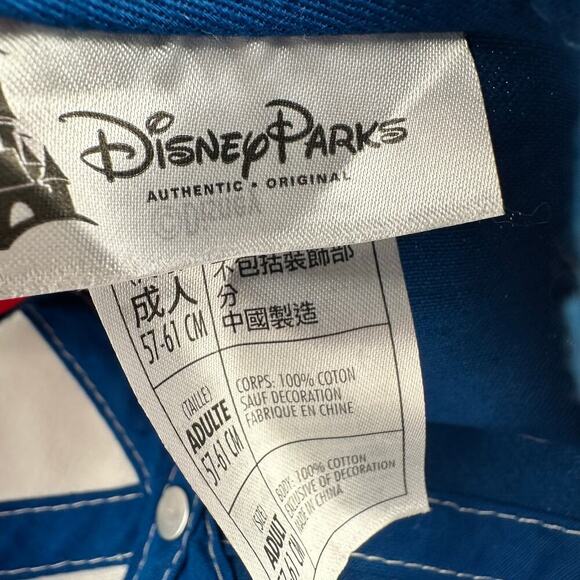 DISNEY PARKS
AUTHENTIC • ORIGINAL
成人
57-61 CM
不包括裝飾部
分
中國製造
(TAILLE)
ADULTE
57-61 CM
CORPS: 100% COTON
SAUF DECORATION
FABRIQUE EN CHINE
SIZE)
ADULT
57-61 CM
BODY: 100% COTTON
EXCLUSIVE OF DECORATION
MADE IN CHINA